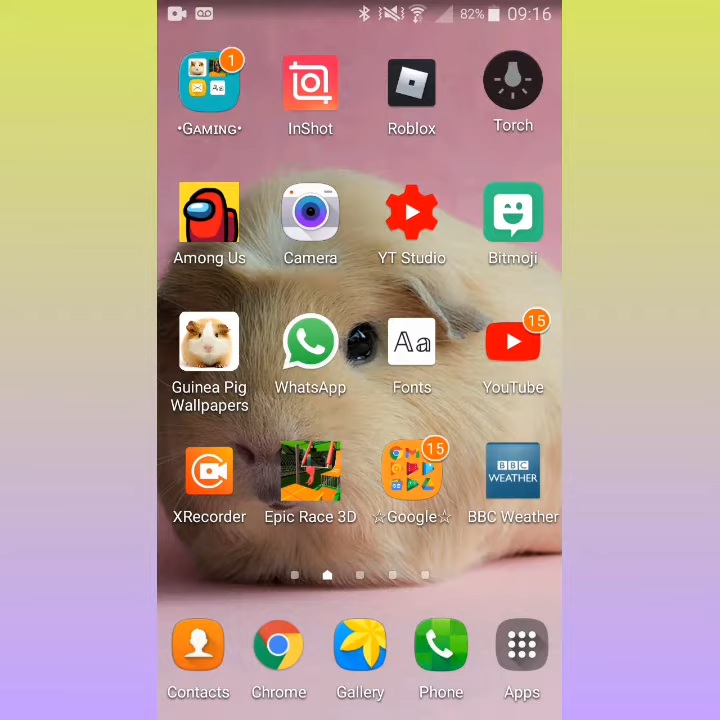 82% 09:16
1
•GAMING• InShot Roblox Torch
Among Us Camera YT Studio Bitmoji
Aa 15
Guinea Pig WhatsApp Fonts YouTube
Wallpapers
15 BBC
WEATHER
XRecorder Epic Race 3D ☆Google☆ BBC Weather
Contacts Chrome Gallery Phone Apps